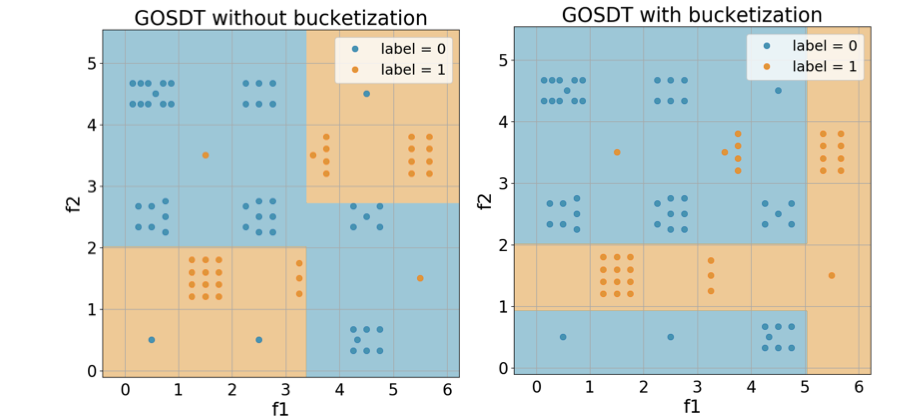 GOSDT without bucketization
label = 0
label = 1
5
4
3
2
1
0
f2
0 1 2 3 4 5 6
f1
GOSDT with bucketization
label = 0
label = 1
5
4
3
2
1
0
f2
0 1 2 3 4 5 6
f1